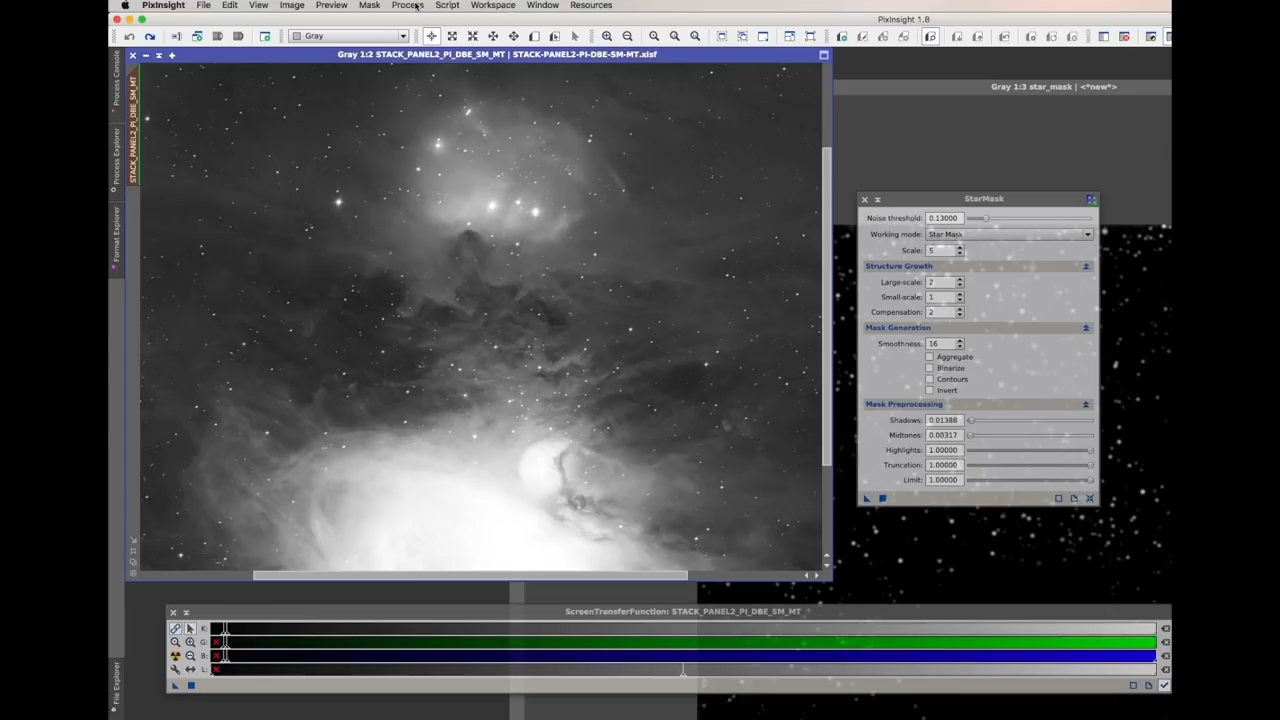 PixInsight File Edit View Image Preview Mask Process Script Workspace Window Resources
PixInsight 1.8
Gray
Gray 1:2 STACK_PANEL2_PI_DBE_SM_MT | STACK-PANEL2-PI-DBE-SM-MT.xisf
Gray 1:3 star_mask | <*new*>
Process Console
Process Explorer
Format Explorer
File Explorer
STACK_PANEL2_PI_DBE_SM_MT
StarMask
Noise threshold: 0.13000
Working mode: Star Mask
Scale: 5
Structure Growth
Large-scale: 2
Small-scale: 1
Compensation: 2
Mask Generation
Smoothness: 16
Aggregate
Binarize
Contours
Invert
Mask Preprocessing
Shadows: 0.01388
Midtones: 0.00317
Highlights: 1.00000
Truncation: 1.00000
Limit: 1.00000
ScreenTransferFunction: STACK_PANEL2_PI_DBE_SM_MT
K:
G:
B:
L: